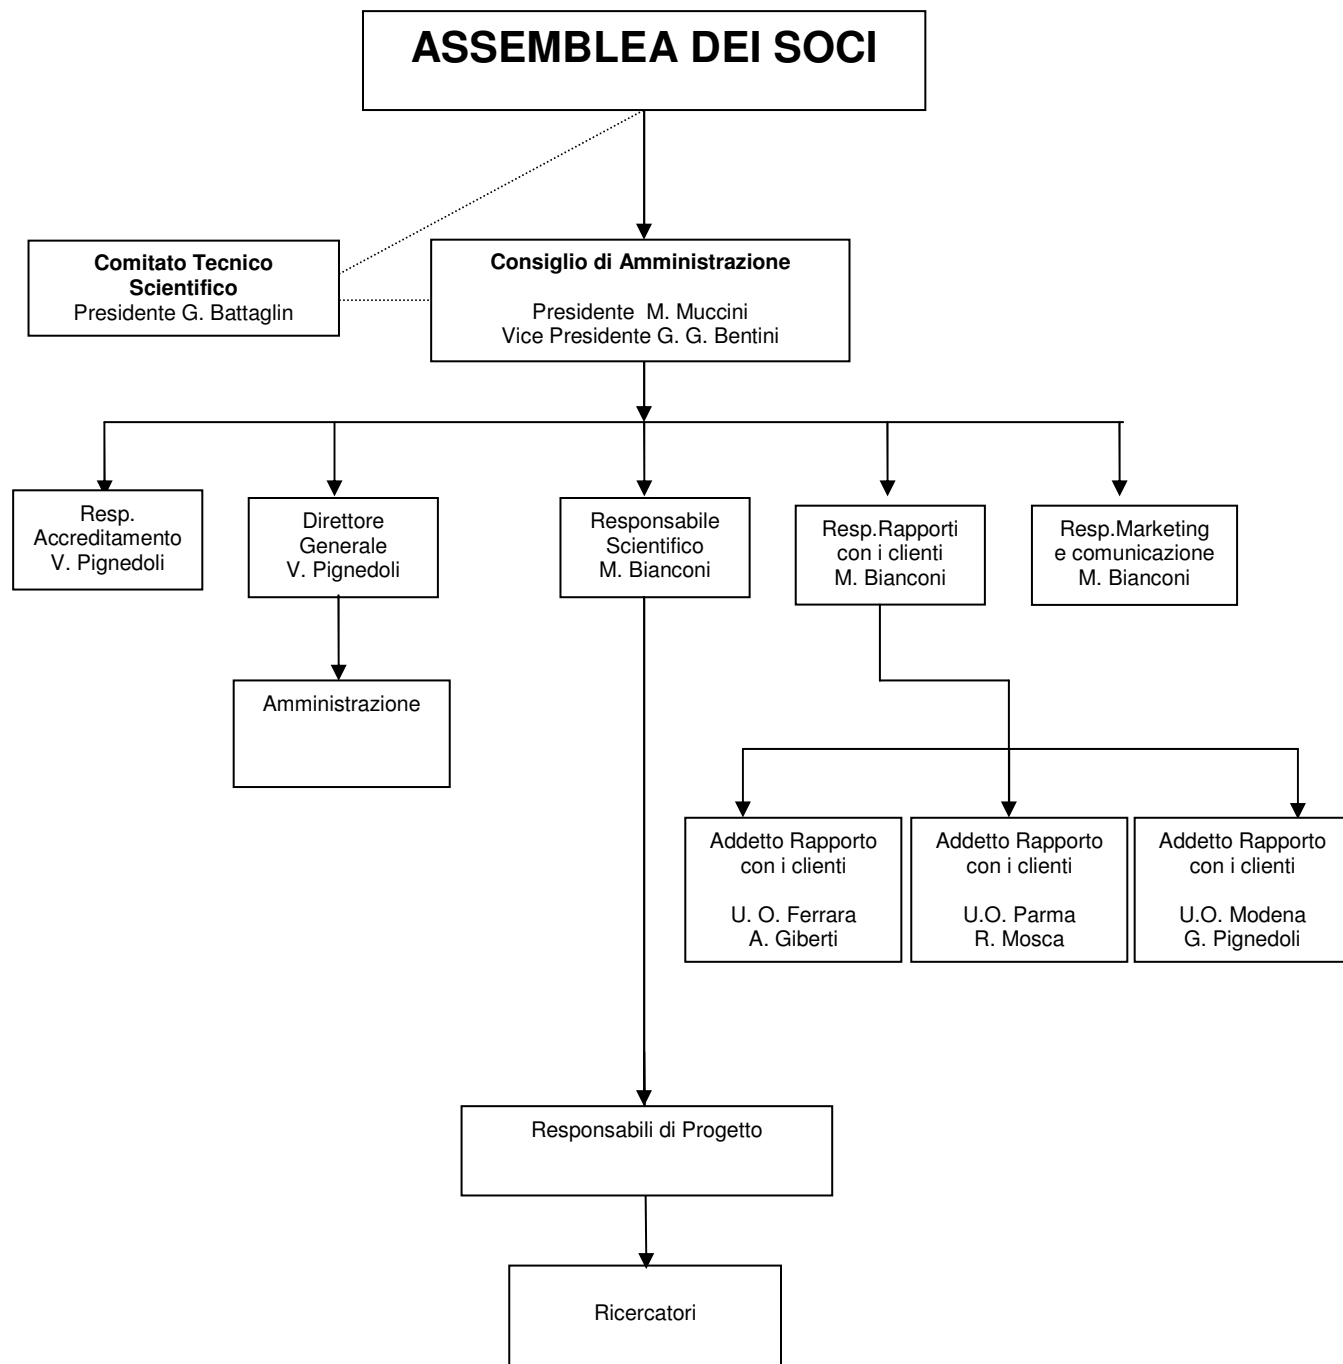 ASSEMBLEA DEI SOCI
Comitato Tecnico
Scientifico
Presidente G. Battaglin
Consiglio di Amministrazione
Presidente M. Muccini
Vice Presidente G. G. Bentini
Resp.
Accreditamento
V. Pignedoli
Direttore
Generale
V. Pignedoli
Responsabile
Scientifico
M. Bianconi
Resp.Rapporti
con i clienti
M. Bianconi
Resp.Marketing
e comunicazione
M. Bianconi
Amministrazione
Addetto Rapporto
con i clienti
U. O. Ferrara
A. Giberti
Addetto Rapporto
con i clienti
U.O. Parma
R. Mosca
Addetto Rapporto
con i clienti
U.O. Modena
G. Pignedoli
Responsabili di Progetto
Ricercatori